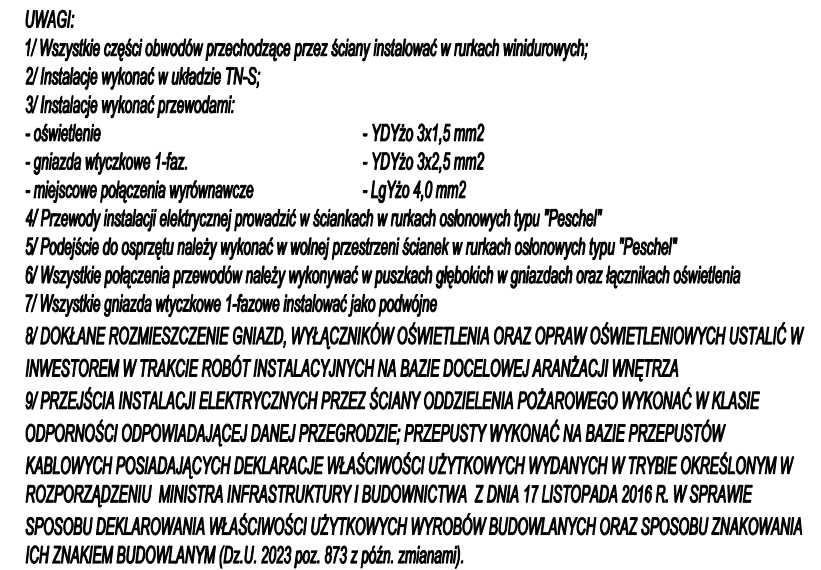 UWAGI:
1/ Wszystkie części obwodów przechodzące przez ściany instalować w rurkach winidurowych;
2/ Instalacje wykonać w układzie TN-S;
3/ Instalacje wykonać przewodami:
- oświetlenie - YDYżo 3x1,5 mm2
- gniazda wtyczkowe 1-faz. - YDYżo 3x2,5 mm2
- miejscowe połączenia wyrównawcze - LgYżo 4,0 mm2
4/ Przewody instalacji elektrycznej prowadzić w ściankach w rurkach osłonowych typu "Peschel"
5/ Podejście do osprzętu należy wykonać w wolnej przestrzeni ścianek w rurkach osłonowych typu "Peschel"
6/ Wszystkie połączenia przewodów należy wykonywać w puszkach głębokich w gniazdach oraz łącznikach oświetlenia
7/ Wszystkie gniazda wtyczkowe 1-fazowe instalować jako podwójne
8/ DOKŁANE ROZMIESZCZENIE GNIAZD, WYŁĄCZNIKÓW OŚWIETLENIA ORAZ OPRAW OŚWIETLENIOWYCH USTALIĆ W
INWESTOREM W TRAKCIE ROBÓT INSTALACYJNYCH NA BAZIE DOCELOWEJ ARANŻACJI WNĘTRZA
9/ PRZEJŚCIA INSTALACJI ELEKTRYCZNYCH PRZEZ ŚCIANY ODDZIELENIA POŻAROWEGO WYKONAĆ W KLASIE
ODPORNOŚCI ODPOWIADAJĄCEJ DANEJ PRZEGRODZIE; PRZEPUSTY WYKONAĆ NA BAZIE PRZEPUSTÓW
KABLOWYCH POSIADAJĄCYCH DEKLARACJE WŁAŚCIWOŚCI UŻYTKOWYCH WYDANYCH W TRYBIE OKREŚLONYM W
ROZPORZĄDZENIU MINISTRA INFRASTRUKTURY I BUDOWNICTWA Z DNIA 17 LISTOPADA 2016 R. W SPRAWIE
SPOSOBU DEKLAROWANIA WŁAŚCIWOŚCI UŻYTKOWYCH WYROBÓW BUDOWLANYCH ORAZ SPOSOBU ZNAKOWANIA
ICH ZNAKIEM BUDOWLANYM (Dz.U. 2023 poz. 873 z późn. zmianami).